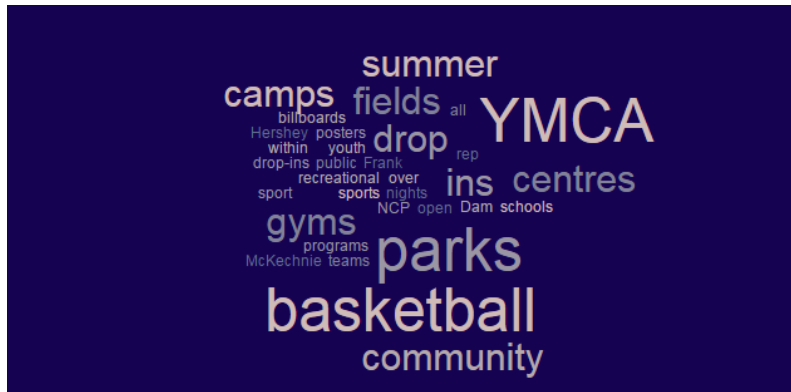 summer
camps fields all YMCA
billboards
Hershey posters drop
within youth rep
drop-ins public Frank
recreational over ins centres
sport sports nights
NCP open Dam schools
gyms
programs parks
McKechnie teams
basketball
community